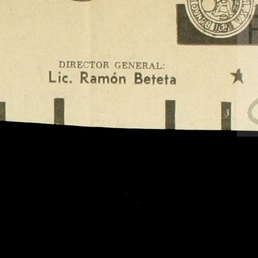 DIRECTOR GENERAL:
Lic. Ramón Beteta